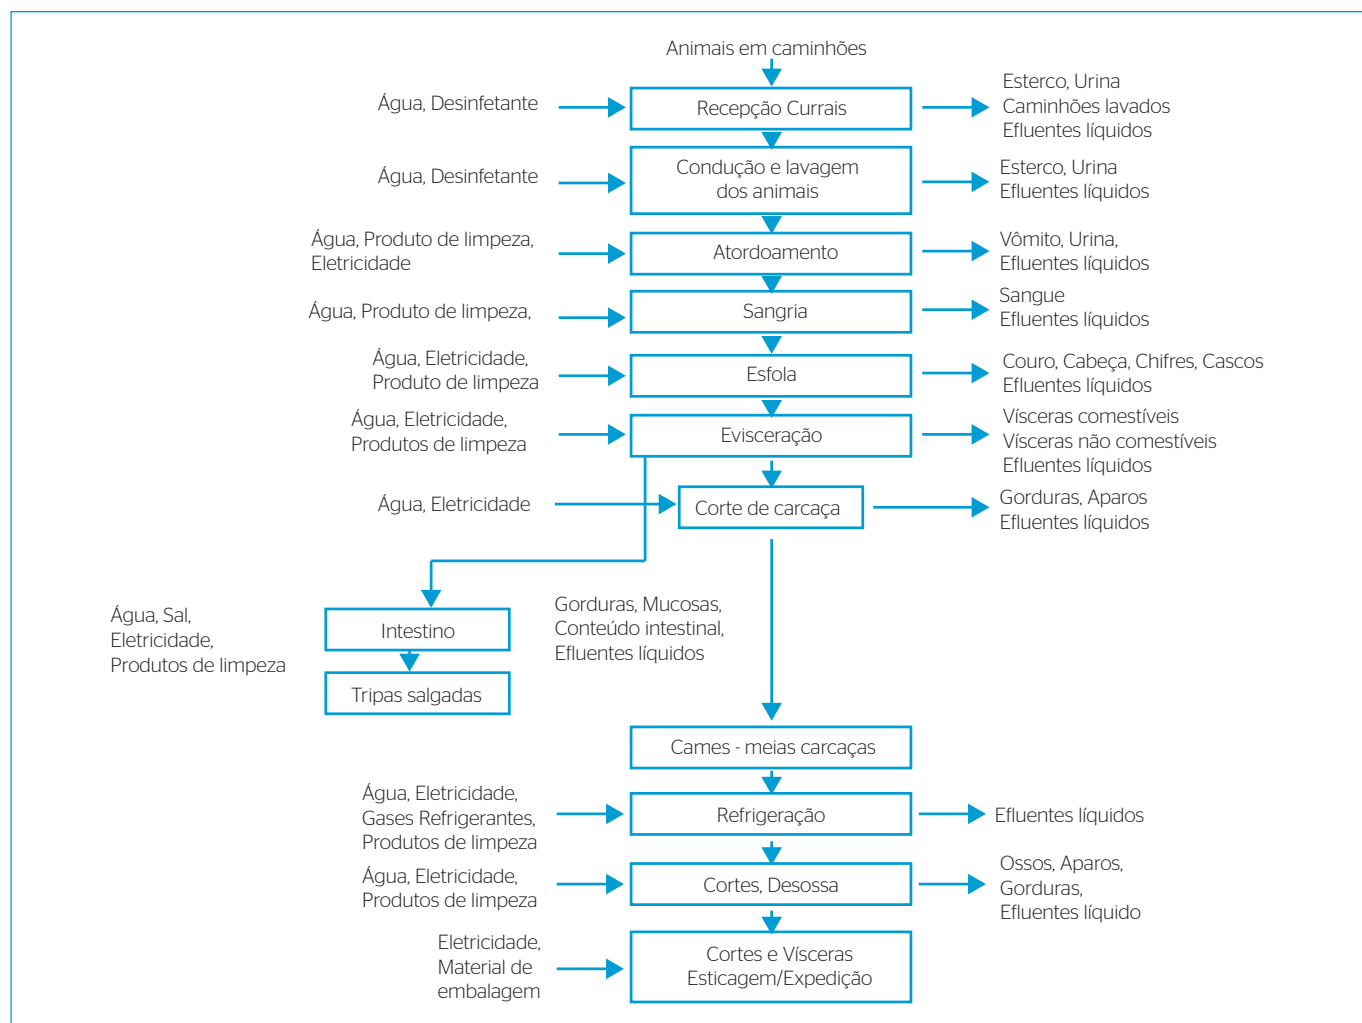 Animais em caminhões
Água, Desinfetante
Recepção Currais
Esterco, Urina
Caminhões lavados
Efluentes líquidos
Água, Desinfetante
Condução e lavagem
dos animais
Esterco, Urina
Efluentes líquidos
Água, Produto de limpeza,
Eletricidade
Atordoamento
Vômito, Urina,
Efluentes líquidos
Água, Produto de limpeza,
Sangria
Sangue
Efluentes líquidos
Água, Eletricidade,
Produto de limpeza
Esfola
Couro, Cabeça, Chifres, Cascos
Efluentes líquidos
Água, Eletricidade,
Produtos de limpeza
Evisceração
Vísceras comestíveis
Vísceras não comestíveis
Efluentes líquidos
Água, Eletricidade
Corte de carcaça
Gorduras, Aparos
Efluentes líquidos
Água, Sal,
Eletricidade,
Produtos de limpeza
Intestino
Gorduras, Mucosas,
Conteúdo intestinal,
Efluentes líquidos
Tripas salgadas
Cames - meias carcaças
Água, Eletricidade,
Gases Refrigerantes,
Produtos de limpeza
Refrigeração
Efluentes líquidos
Água, Eletricidade,
Produtos de limpeza
Cortes, Desossa
Ossos, Aparos,
Gorduras,
Efluentes líquido
Eletricidade,
Material de
embalagem
Cortes e Vísceras
Esticagem/Expedição